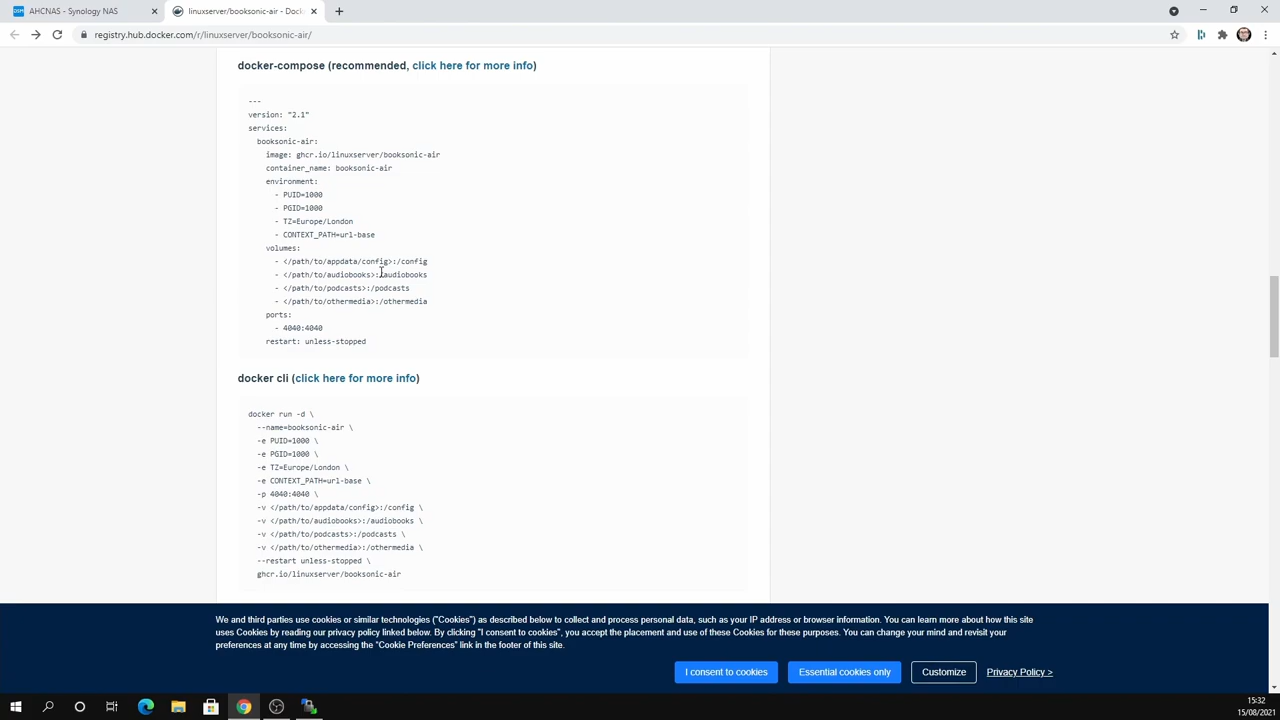 AHCNAS - Synology NAS
linuxserver/booksonic-air - Dock
registry.hub.docker.com/r/linuxserver/booksonic-air/
docker-compose (recommended, click here for more info)
---
version: "2.1"
services:
  booksonic-air:
    image: ghcr.io/linuxserver/booksonic-air
    container_name: booksonic-air
    environment:
      - PUID=1000
      - PGID=1000
      - TZ=Europe/London
      - CONTEXT_PATH=url-base
    volumes:
      - </path/to/appdata/config>:/config
      - </path/to/audiobooks>:/audiobooks
      - </path/to/podcasts>:/podcasts
      - </path/to/othermedia>:/othermedia
    ports:
      - 4040:4040
    restart: unless-stopped
docker cli (click here for more info)
docker run -d \
  --name=booksonic-air \
  -e PUID=1000 \
  -e PGID=1000 \
  -e TZ=Europe/London \
  -e CONTEXT_PATH=url-base \
  -p 4040:4040 \
  -v </path/to/appdata/config>:/config \
  -v </path/to/audiobooks>:/audiobooks \
  -v </path/to/podcasts>:/podcasts \
  -v </path/to/othermedia>:/othermedia \
  --restart unless-stopped \
  ghcr.io/linuxserver/booksonic-air
We and third parties use cookies or similar technologies ("Cookies") as described below to collect and process personal data, such as your IP address or browser information. You can learn more about how this site
uses Cookies by reading our privacy policy linked below. By clicking "I consent to cookies", you accept the placement and use of these Cookies for these purposes. You can change your mind and revisit your
preferences at any time by accessing the "Cookie Preferences" link in the footer of this site.
I consent to cookies
Essential cookies only
Customize
Privacy Policy >
15:32
15/08/2021